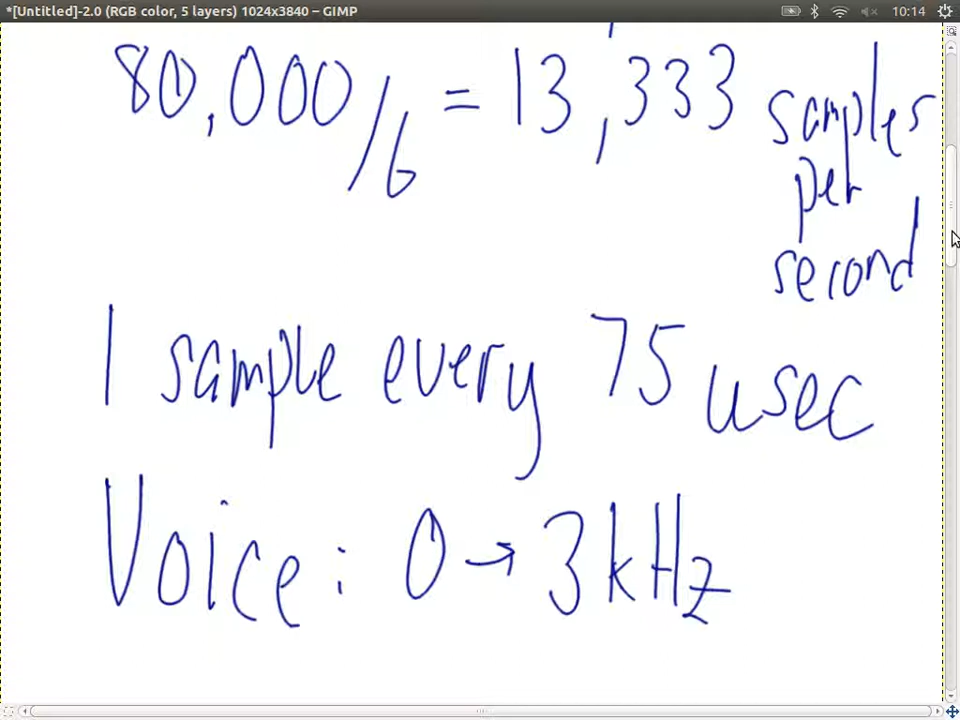 *[Untitled]-2.0 (RGB color, 5 layers) 1024x3840 – GIMP
10:14
80,000/6 = 13,333 samples
per
second
1 sample every 75 usec
Voice: 0→3kHz